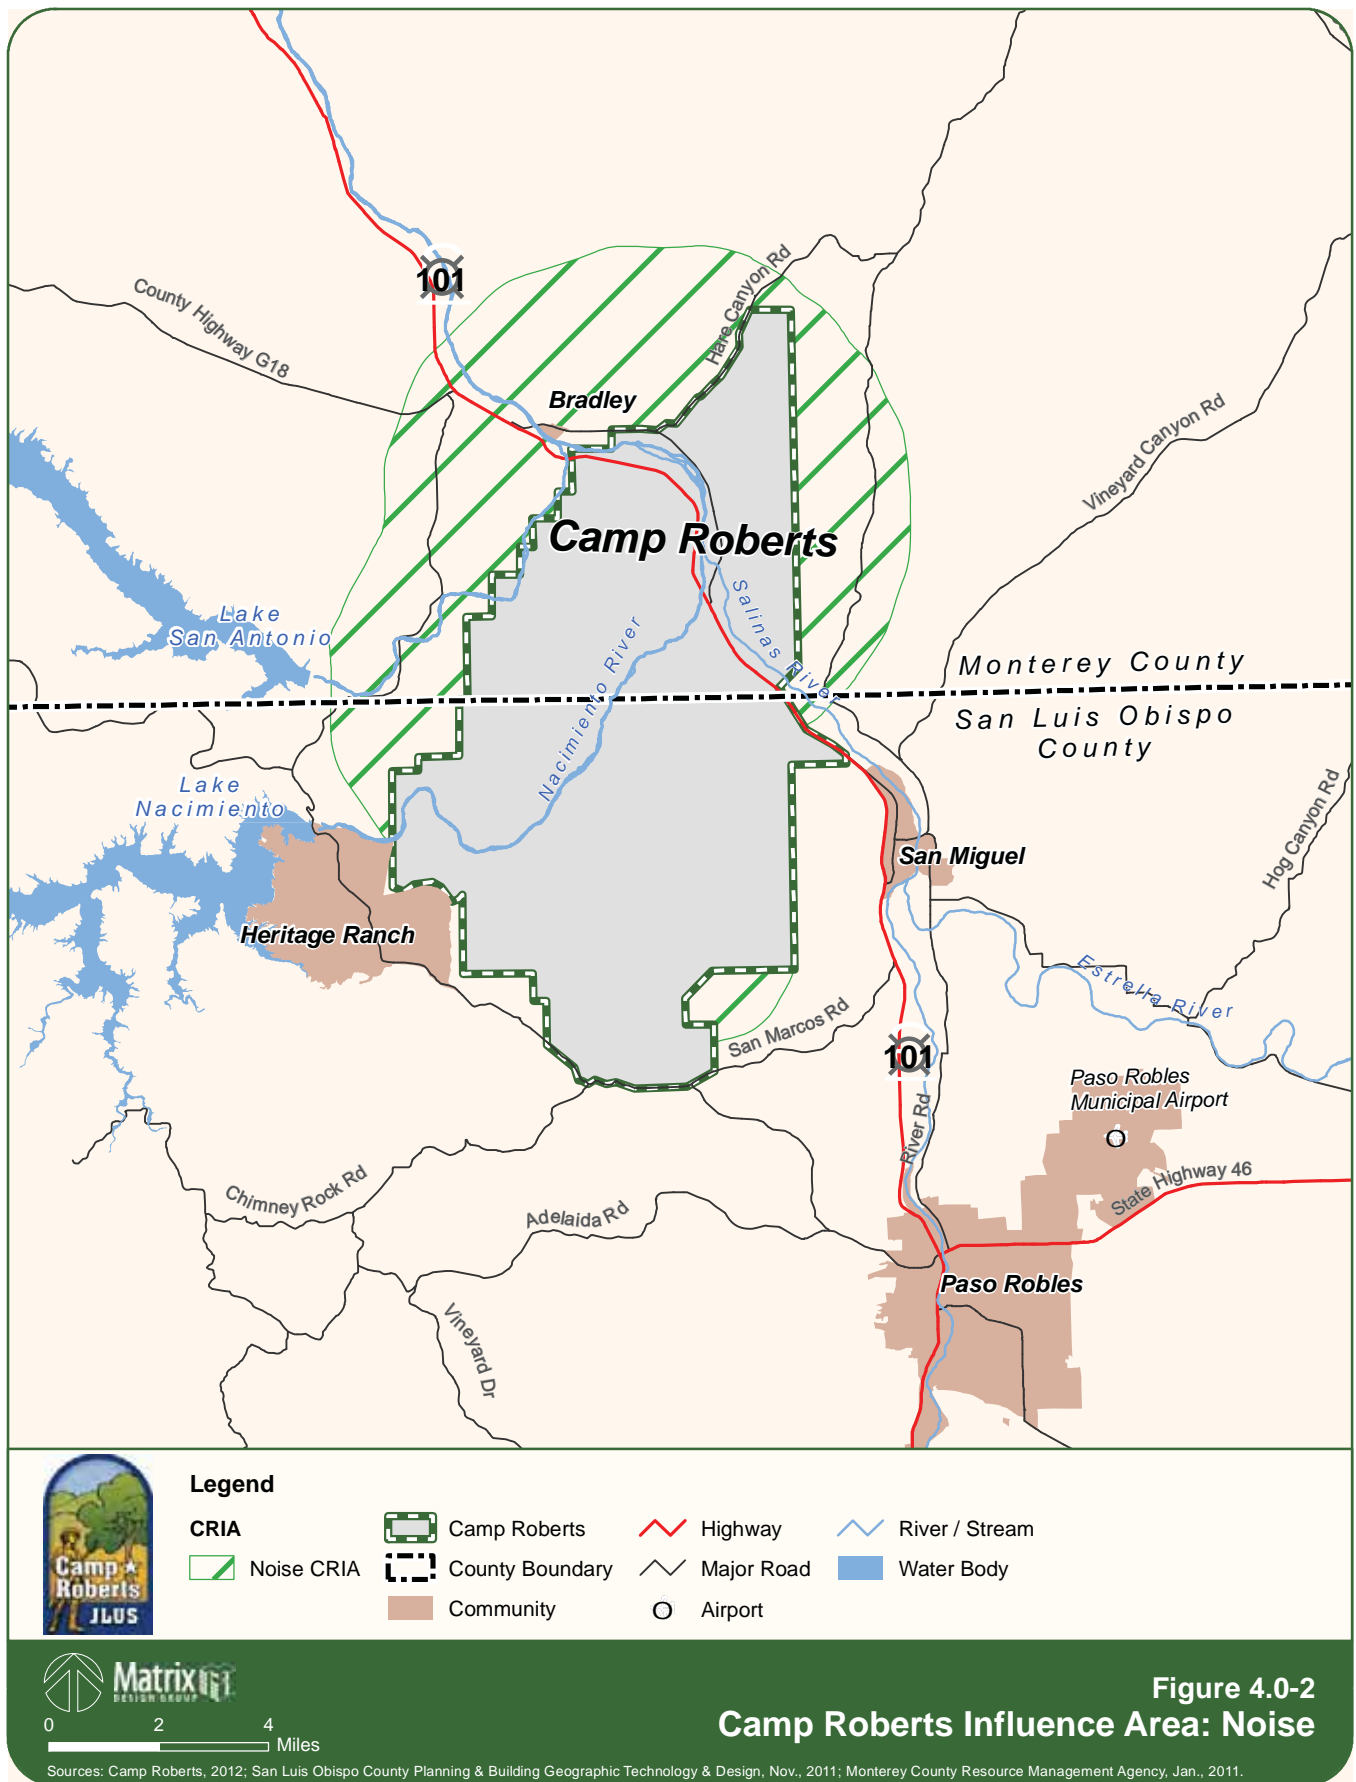 101
County Highway G18
Hare Canyon Rd
Bradley
Vineyard Canyon Rd
Camp Roberts
Lake
San Antonio
Salinas River
Nacimiento River
Monterey County
San Luis Obispo
County
Lake
Nacimiento
Hog Canyon Rd
San Miguel
Heritage Ranch
Estrella River
San Marcos Rd
101
Paso Robles
Municipal Airport
River Rd
State Highway 46
Chimney Rock Rd
Adelaida Rd
Paso Robles
Vineyard Dr
Legend
CRIA
Noise CRIA
Camp Roberts
County Boundary
Community
Highway
Major Road
Airport
River / Stream
Water Body
Camp
Roberts
JLUS
Matrix
DESIGN GROUP
0 2 4
Miles
Figure 4.0-2
Camp Roberts Influence Area: Noise
Sources: Camp Roberts, 2012; San Luis Obispo County Planning & Building Geographic Technology & Design, Nov., 2011; Monterey County Resource Management Agency, Jan., 2011.